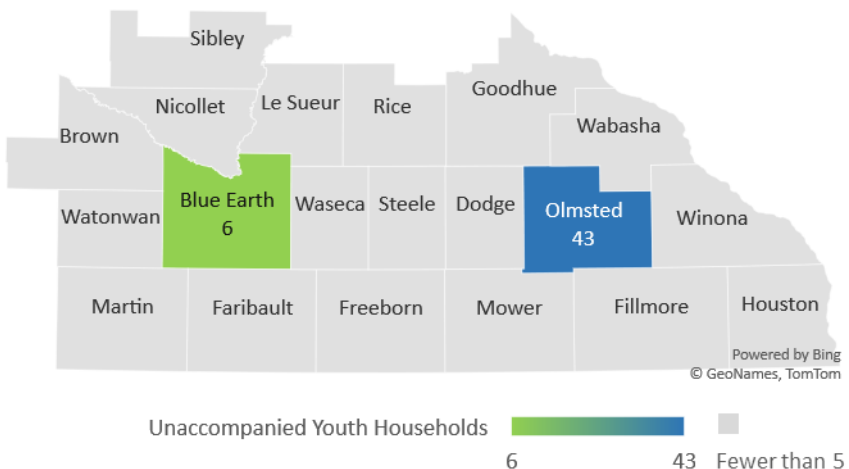 Sibley
Nicollet
Le Sueur
Rice
Goodhue
Wabasha
Brown
Watonwan
Blue Earth
6
Waseca
Steele
Dodge
Olmsted
43
Winona
Martin
Faribault
Freeborn
Mower
Fillmore
Houston
Powered by Bing
© GeoNames, TomTom
Unaccompanied Youth Households
6
43
Fewer than 5